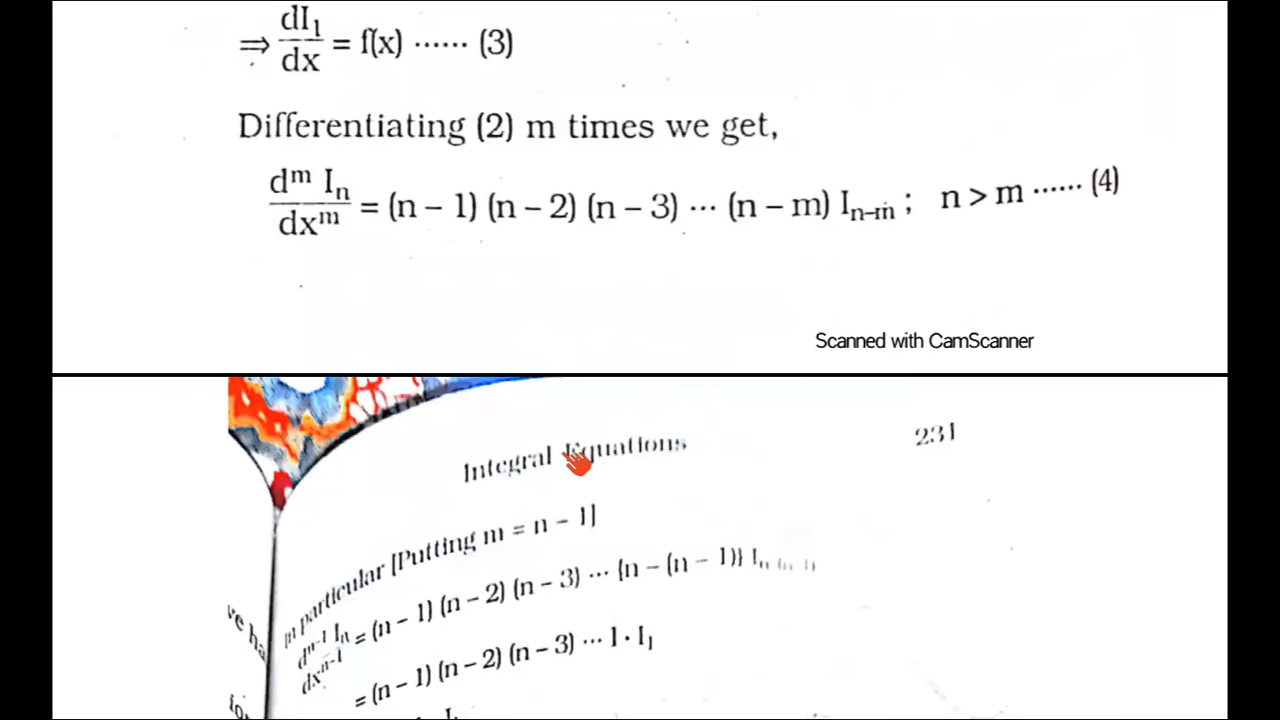 ⇒ dI₁/dx = f(x) ...... (3)
Differentiating (2) m times we get,
dᵐ Iₙ/dxᵐ = (n – 1) (n – 2) (n – 3) ··· (n – m) Iₙ₋ₘ ; n > m ...... (4)
Scanned with CamScanner
Integral Equations 231
particular [Putting m = n – 1]
dⁿ⁻¹ Iₙ/dxⁿ⁻¹ = (n – 1) (n – 2) (n – 3) ··· {n – (n – 1)}
= (n – 1) (n – 2) (n – 3) ··· 1 · I₁